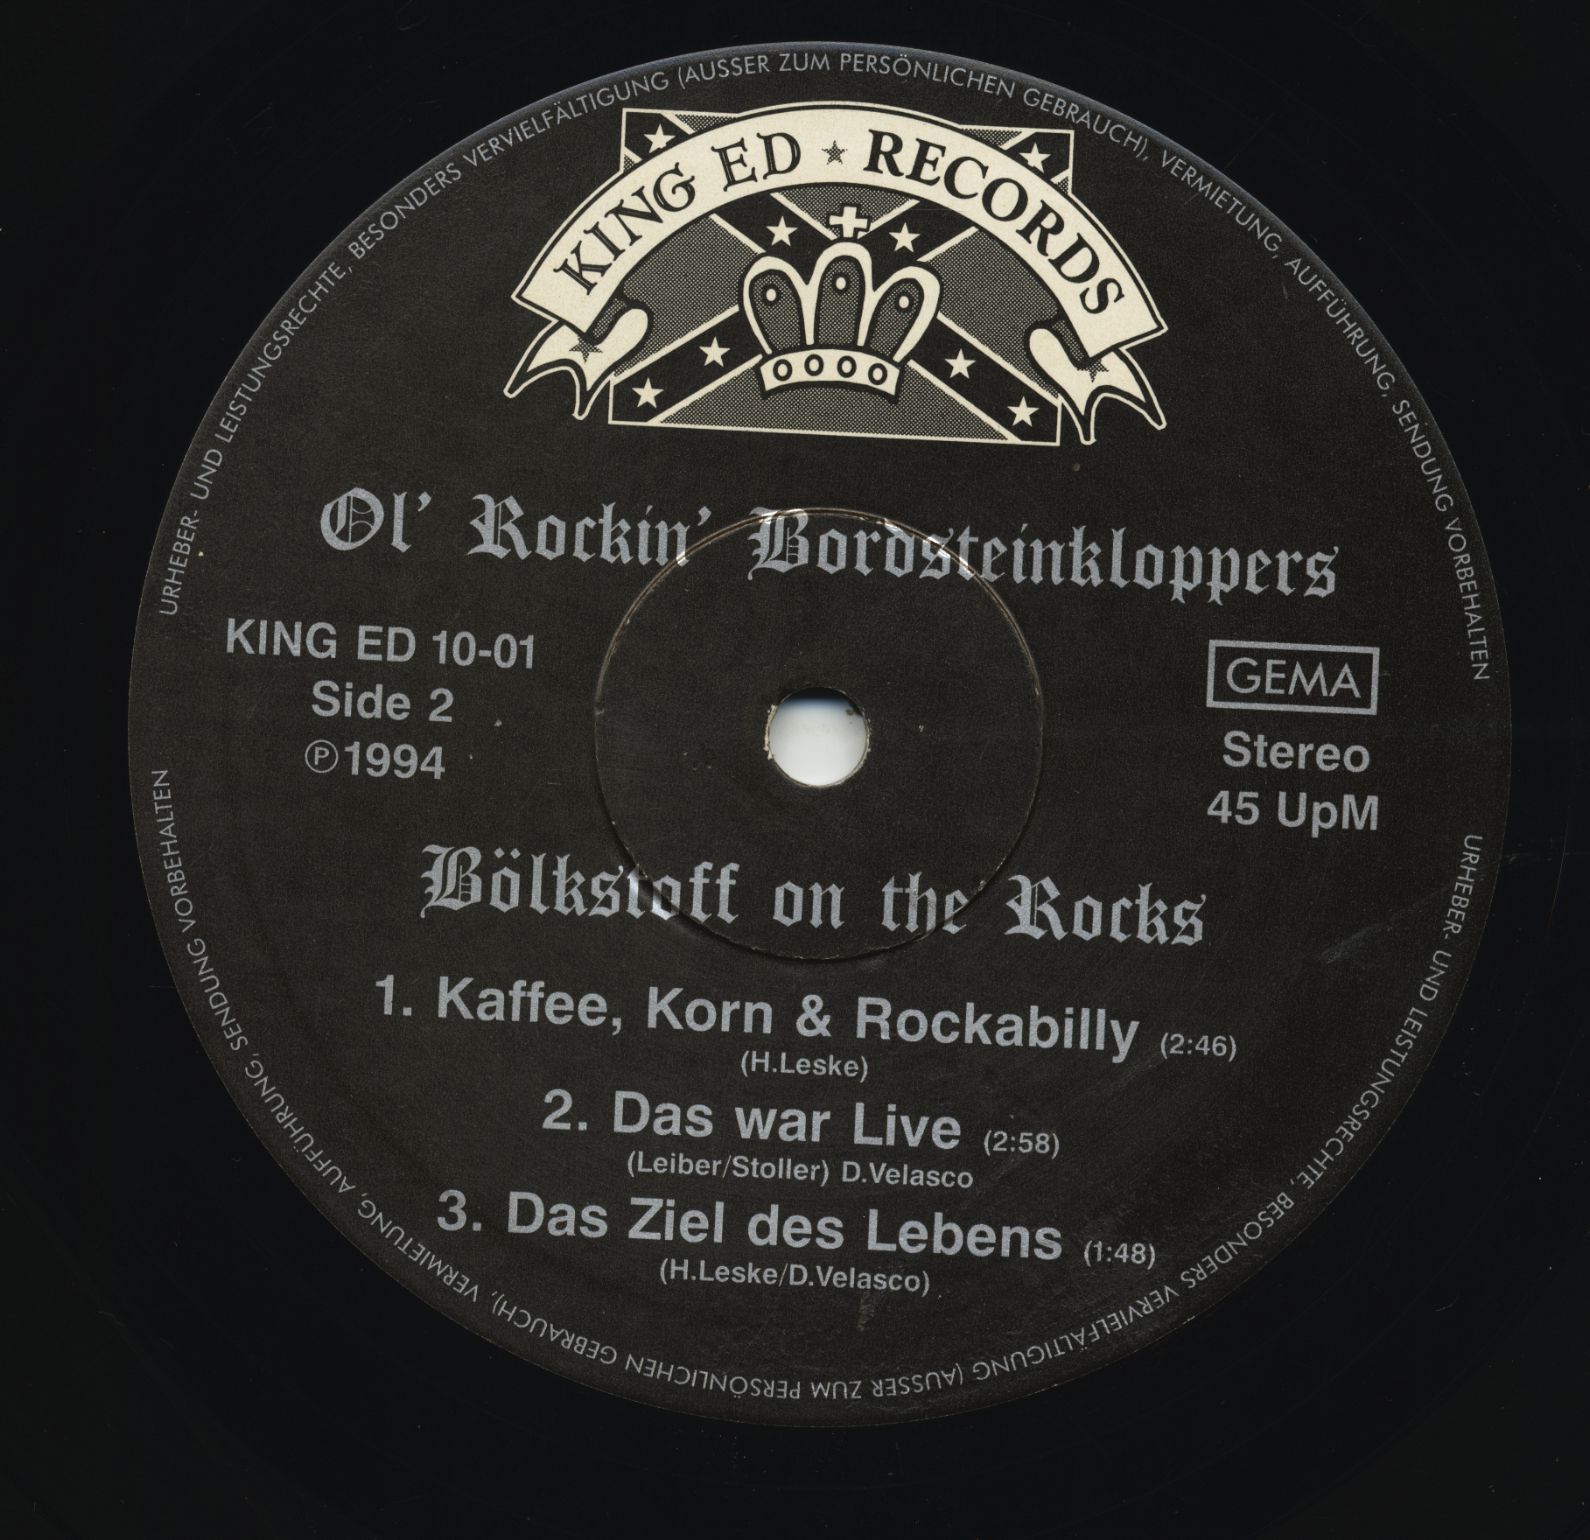 URHEBER- UND LEISTUNGSRECHTE, BESONDERS VERVIELFÄLTIGUNG (AUSSER ZUM PERSÖNLICHEN GEBRAUCH), VERMIETUNG, AUFFÜHRUNG, SENDUNG VORBEHALTEN
KING ED ★ RECORDS
Ol' Rockin' Bordsteinkloppers
KING ED 10-01
Side 2
℗1994
GEMA
Stereo
45 UpM
Bölkstoff on the Rocks
1. Kaffee, Korn & Rockabilly (2:46)
(H.Leske)
2. Das war Live (2:58)
(Leiber/Stoller) D.Velasco
3. Das Ziel des Lebens (1:48)
(H.Leske/D.Velasco)
URHEBER- UND LEISTUNGSRECHTE, BESONDERS VERVIELFÄLTIGUNG (AUSSER ZUM PERSÖNLICHEN GEBRAUCH), VERMIETUNG, AUFFÜHRUNG, SENDUNG VORBEHALTEN